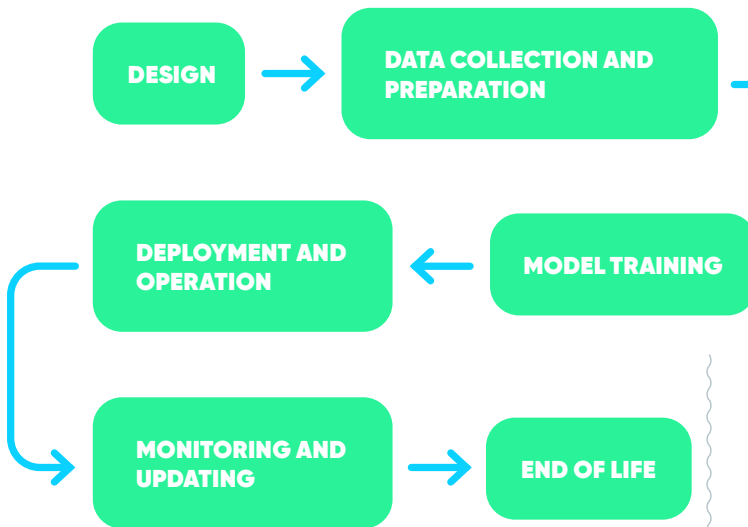 DESIGN
DATA COLLECTION AND
PREPARATION
MODEL TRAINING
DEPLOYMENT AND
OPERATION
MONITORING AND
UPDATING
END OF LIFE